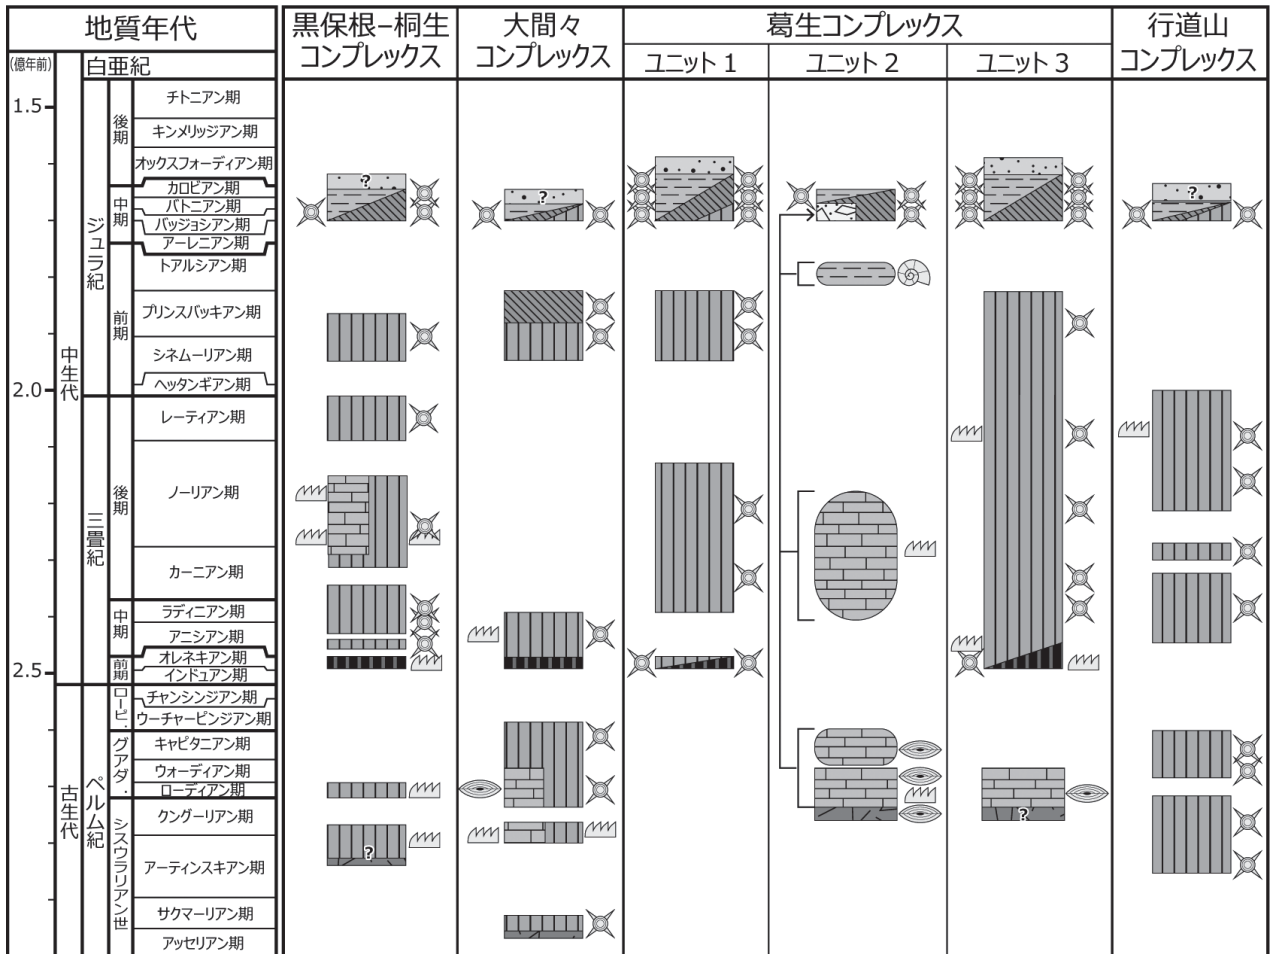 地質年代
黒保根−桐生
コンプレックス
大間々
コンプレックス
葛生コンプレックス
ユニット 1
ユニット 2
ユニット 3
行道山
コンプレックス
(億年前)
白亜紀
1.5
2.0
2.5
中生代
古生代
ジュラ紀
三畳紀
ペルム紀
後期
中期
前期
後期
中期
前期
ロービ.
グアダ.
シスウラリアン世
チトニアン期
キンメリッジアン期
オックスフォーディアン期
カロビアン期
バトニアン期
バッジョシアン期
アーレニアン期
トアルシアン期
プリンスバッキアン期
シネムーリアン期
ヘッタンギアン期
レーティアン期
ノーリアン期
カーニアン期
ラディニアン期
アニシアン期
オレネキアン期
インドュアン期
チャンシンジアン期
ウーチャーピンジアン期
キャピタニアン期
ウォーディアン期
ローディアン期
クングーリアン期
アーティンスキアン期
サクマーリアン期
アッセリアン期
?
?
?
?
?